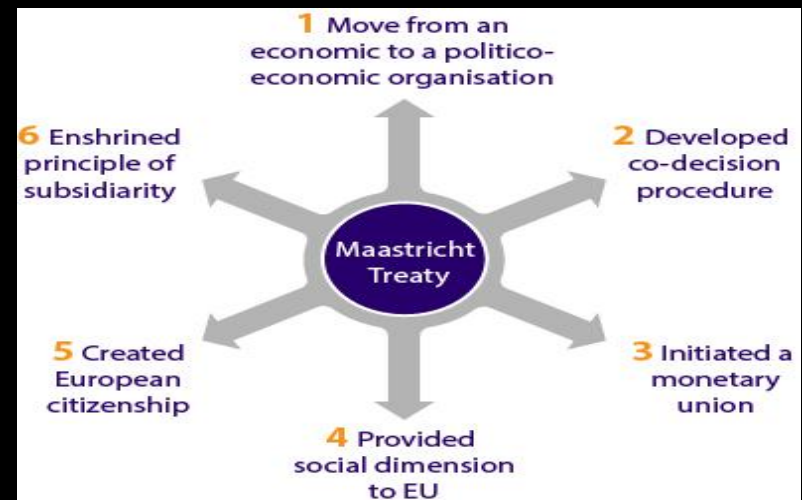 1 Move from an
economic to a politico-
economic organisation
2 Developed
co-decision
procedure
3 Initiated a
monetary
union
4 Provided
social dimension
to EU
5 Created
European
citizenship
6 Enshrined
principle of
subsidiarity
Maastricht
Treaty